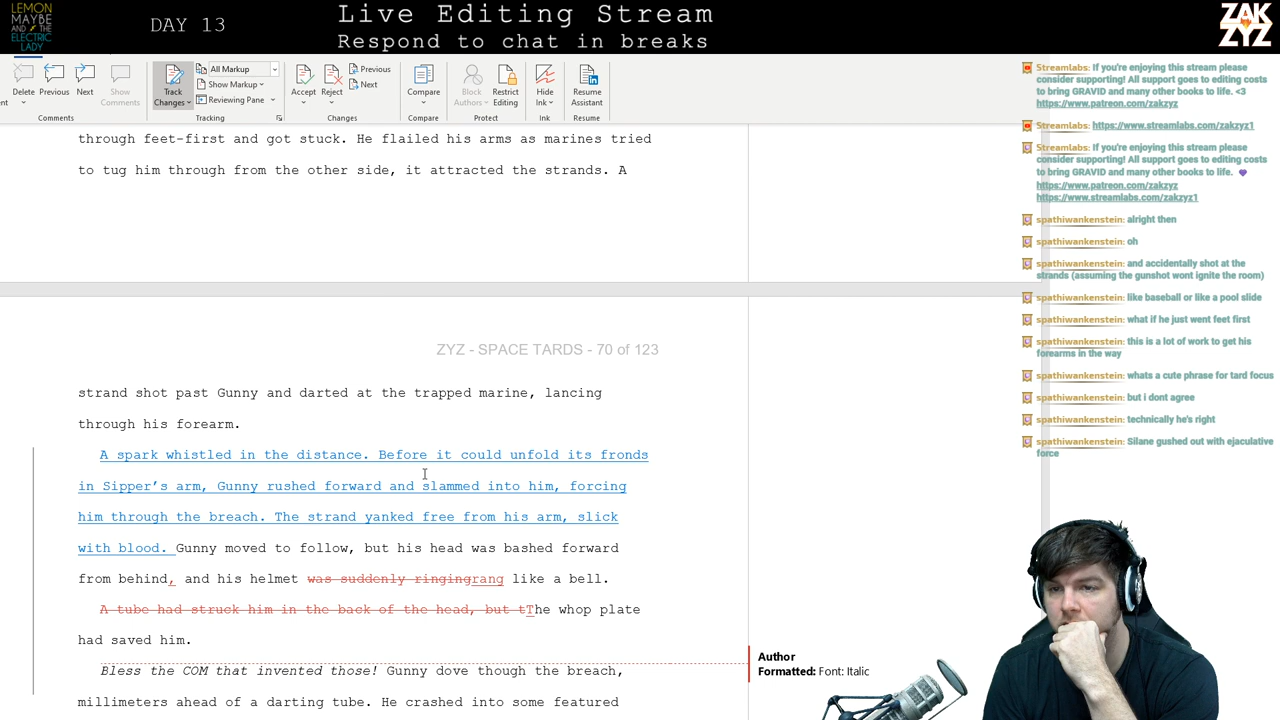 LEMON
MAYBE
AND THE
ELECTRIC
LADY
DAY 13
Live Editing Stream
Respond to chat in breaks
ZAK
ZYZ
Delete
Previous
Next
Show
Comments
Comments
Track
Changes
All Markup
Show Markup
Reviewing Pane
Tracking
Accept
Reject
Previous
Next
Changes
Compare
Compare
Block
Authors
Restrict
Editing
Protect
Hide
Ink
Ink
Resume
Assistant
Resume
through feet-first and got stuck. He flailed his arms as marines tried
to tug him through from the other side, it attracted the strands. A
ZYZ - SPACE TARDS - 70 of 123
strand shot past Gunny and darted at the trapped marine, lancing
through his forearm.
A spark whistled in the distance. Before it could unfold its fronds
in Sipper's arm, Gunny rushed forward and slammed into him, forcing
him through the breach. The strand yanked free from his arm, slick
with blood. Gunny moved to follow, but his head was bashed forward
from behind, and his helmet was suddenly ringingrang like a bell.
A tube had struck him in the back of the head, but tThe whop plate
had saved him.
Bless the COM that invented those! Gunny dove though the breach,
millimeters ahead of a darting tube. He crashed into some featured
Author
Formatted: Font: Italic
Streamlabs: If you're enjoying this stream please
consider supporting! All support goes to editing costs
to bring GRAVID and many other books to life. <3
https://www.patreon.com/zakzyz
Streamlabs: https://www.streamlabs.com/zakzyz1
Streamlabs: If you're enjoying this stream please
consider supporting! All support goes to editing costs
to bring GRAVID and many other books to life. 💜
https://www.patreon.com/zakzyz
https://www.streamlabs.com/zakzyz1
spathiwankenstein: alright then
spathiwankenstein: oh
spathiwankenstein: and accidentally shot at the
strands (assuming the gunshot wont ignite the room)
spathiwankenstein: like baseball or like a pool slide
spathiwankenstein: what if he just went feet first
spathiwankenstein: this is a lot of work to get his
forearms in the way
spathiwankenstein: whats a cute phrase for tard focus
spathiwankenstein: but i dont agree
spathiwankenstein: technically he's right
spathiwankenstein: Silane gushed out with ejaculative
force